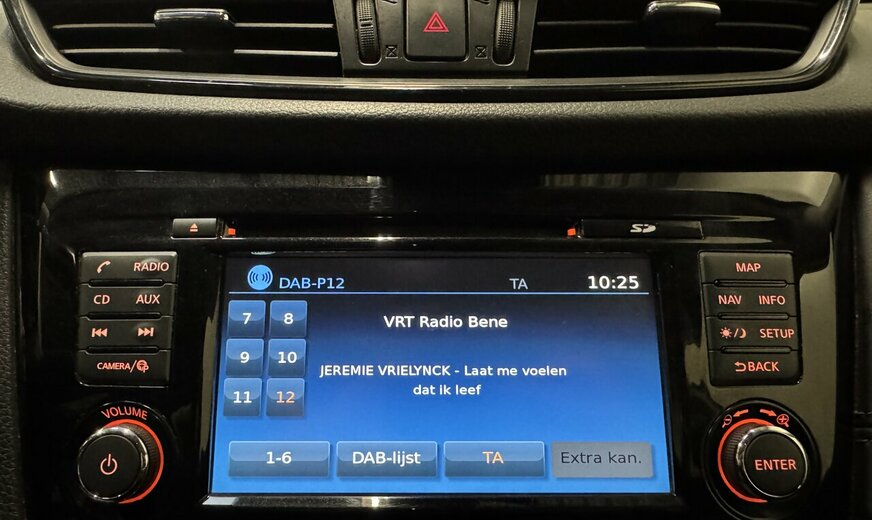 SD
RADIO
CD AUX
CAMERA/
VOLUME
MAP
NAV INFO
SETUP
BACK
ENTER
DAB-P12 TA 10:25
7 8
9 10
11 12
VRT Radio Bene
JEREMIE VRIELYNCK - Laat me voelen
dat ik leef
1-6 DAB-lijst TA Extra kan.